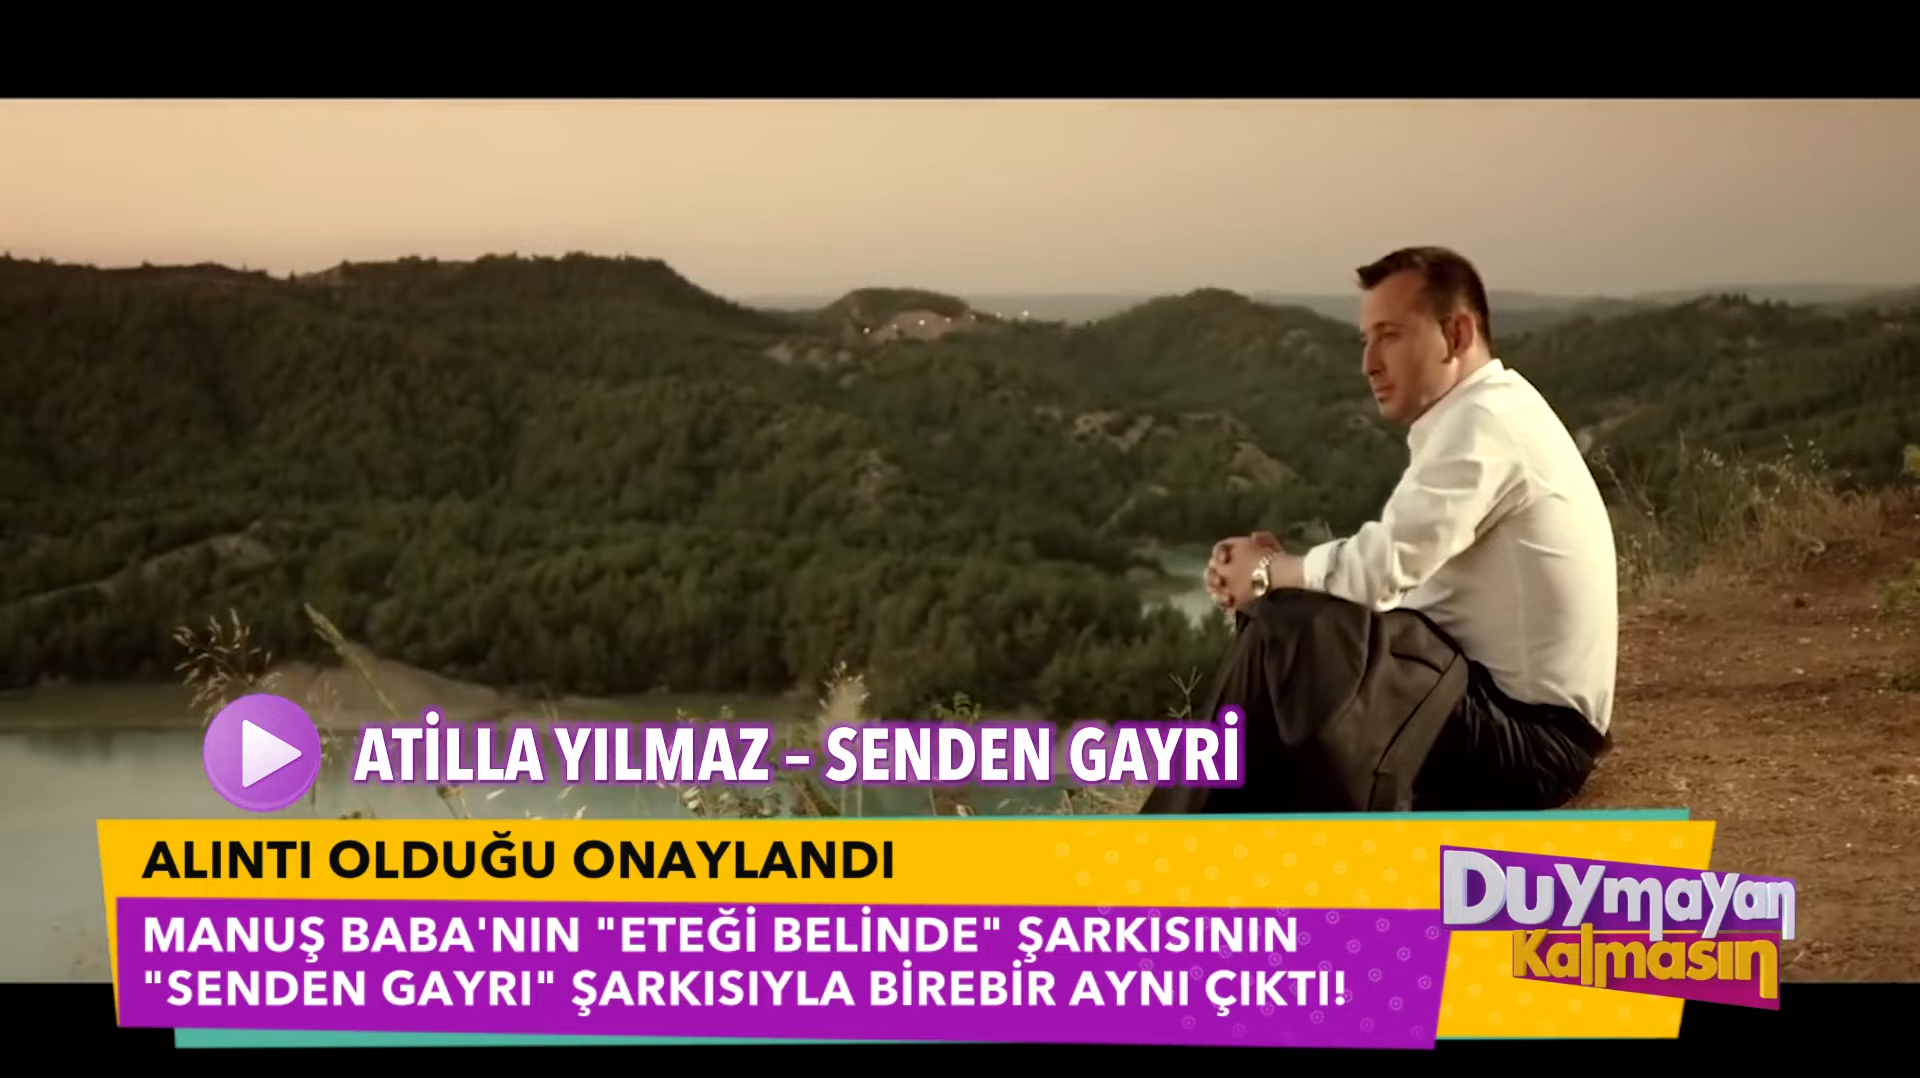 ATİLLA YILMAZ – SENDEN GAYRİ
ALINTI OLDUĞU ONAYLANDI
MANUŞ BABA'NIN "ETEĞİ BELİNDE" ŞARKISININ
"SENDEN GAYRI" ŞARKISIYLA BİREBİR AYNI ÇIKTI!
Duymayan
Kalmasın